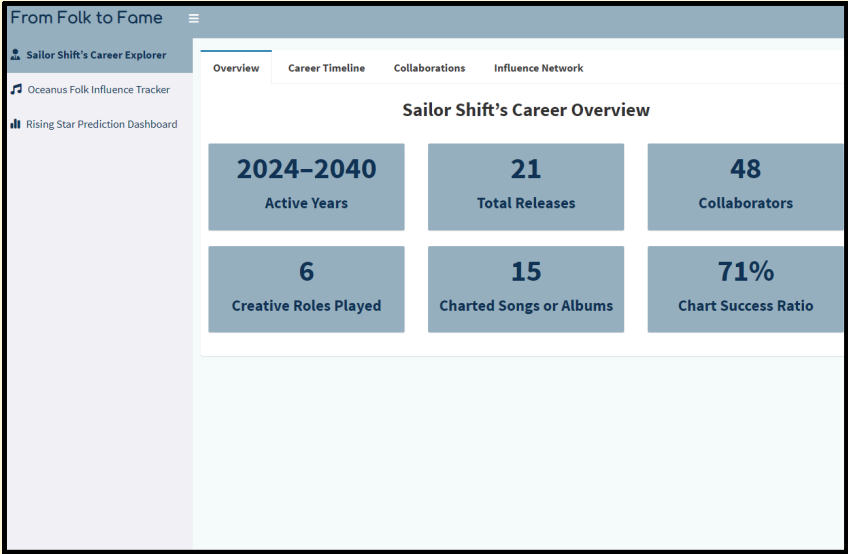 From Folk to Fame
Sailor Shift's Career Explorer
Oceanus Folk Influence Tracker
Rising Star Prediction Dashboard
Overview Career Timeline Collaborations Influence Network
Sailor Shift's Career Overview
2024–2040
Active Years
21
Total Releases
48
Collaborators
6
Creative Roles Played
15
Charted Songs or Albums
71%
Chart Success Ratio